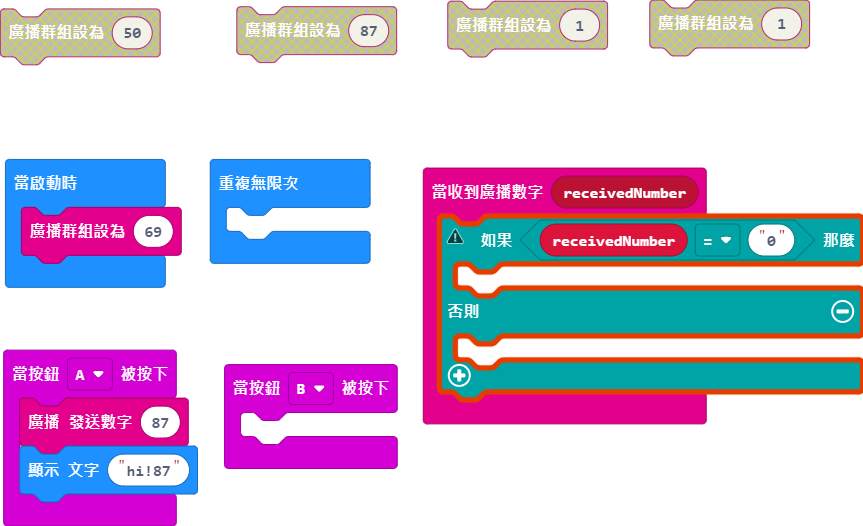 廣播群組設為 50
廣播群組設為 87
廣播群組設為 1
廣播群組設為 1
當啟動時
廣播群組設為 69
重複無限次
當收到廣播數字 receivedNumber
如果 receivedNumber = "0" 那麼
否則
當按鈕 A 被按下
廣播 發送數字 87
顯示 文字 "hi!87"
當按鈕 B 被按下